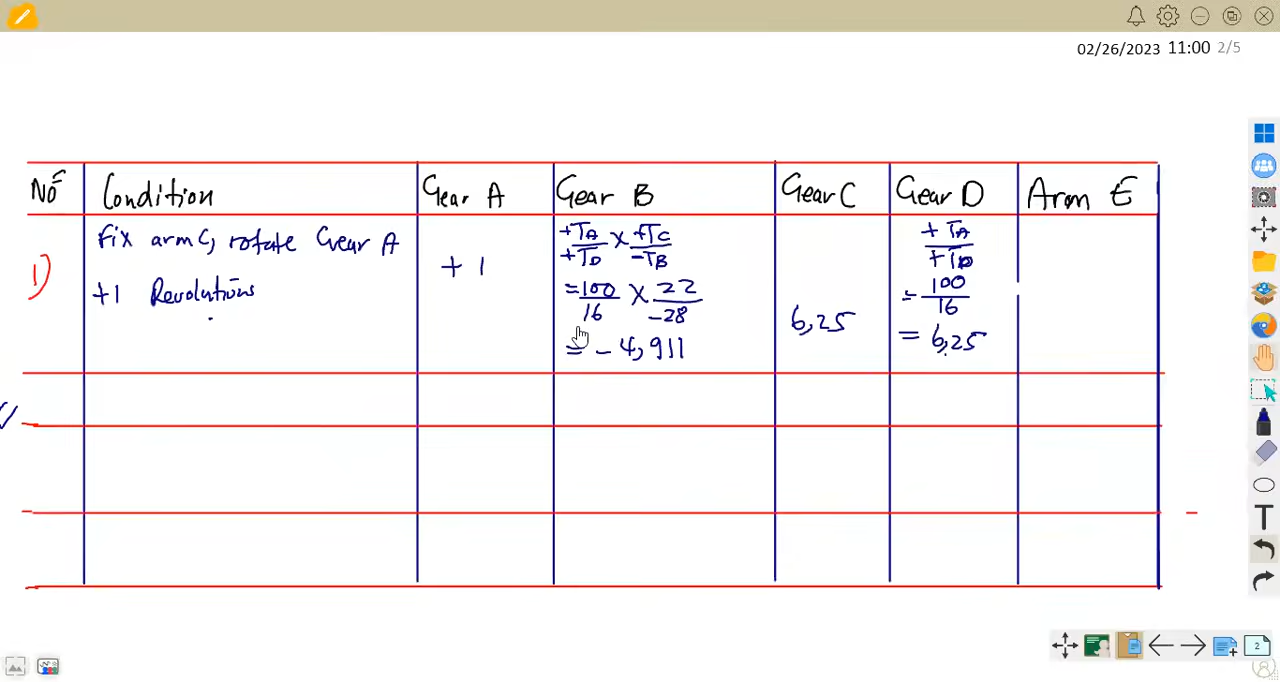 02/26/2023 11:00 2/5
No Condition Gear A Gear B Gear C Gear D Arm E
1) Fix arm C, rotate Gear A
+1 Revolutions
+1
+TA/+TD × +TC/-TB
= 100/16 × 22/-28
= - 4,911
6,25
+ TA/+ TD
= 100/16
= 6,25
T
2